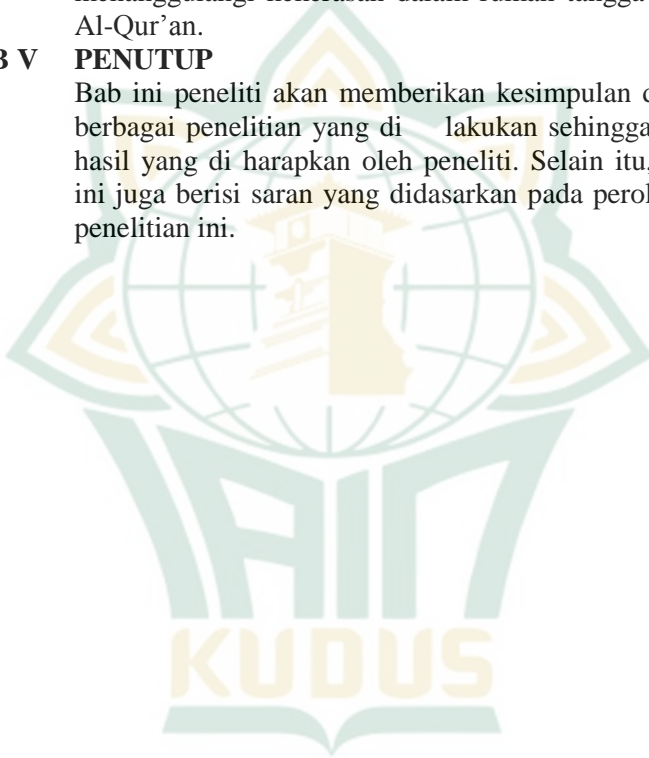 menanggulangi kekerasan dalam rumah tangga
Al-Qur’an.
B V PENUTUP
Bab ini peneliti akan memberikan kesimpulan
berbagai penelitian yang di lakukan sehingga
hasil yang di harapkan oleh peneliti. Selain itu,
ini juga berisi saran yang didasarkan pada
penelitian ini.
IAIN
KUDUS